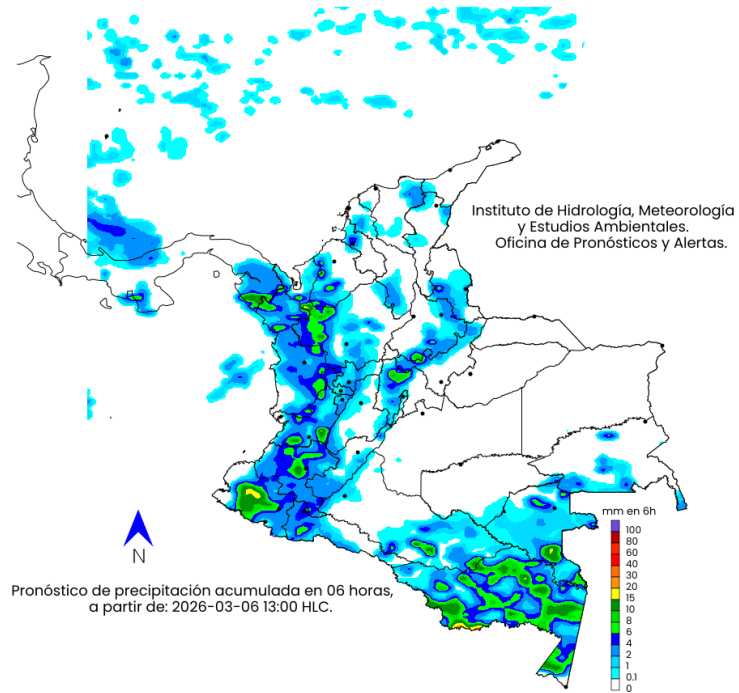 Instituto de Hidrología, Meteorología
y Estudios Ambientales.
Oficina de Pronósticos y Alertas.
mm en 6h
100
80
60
40
30
20
15
10
8
6
4
2
1
0.1
0
N
Pronóstico de precipitación acumulada en 06 horas,
a partir de: 2026-03-06 13:00 HLC.